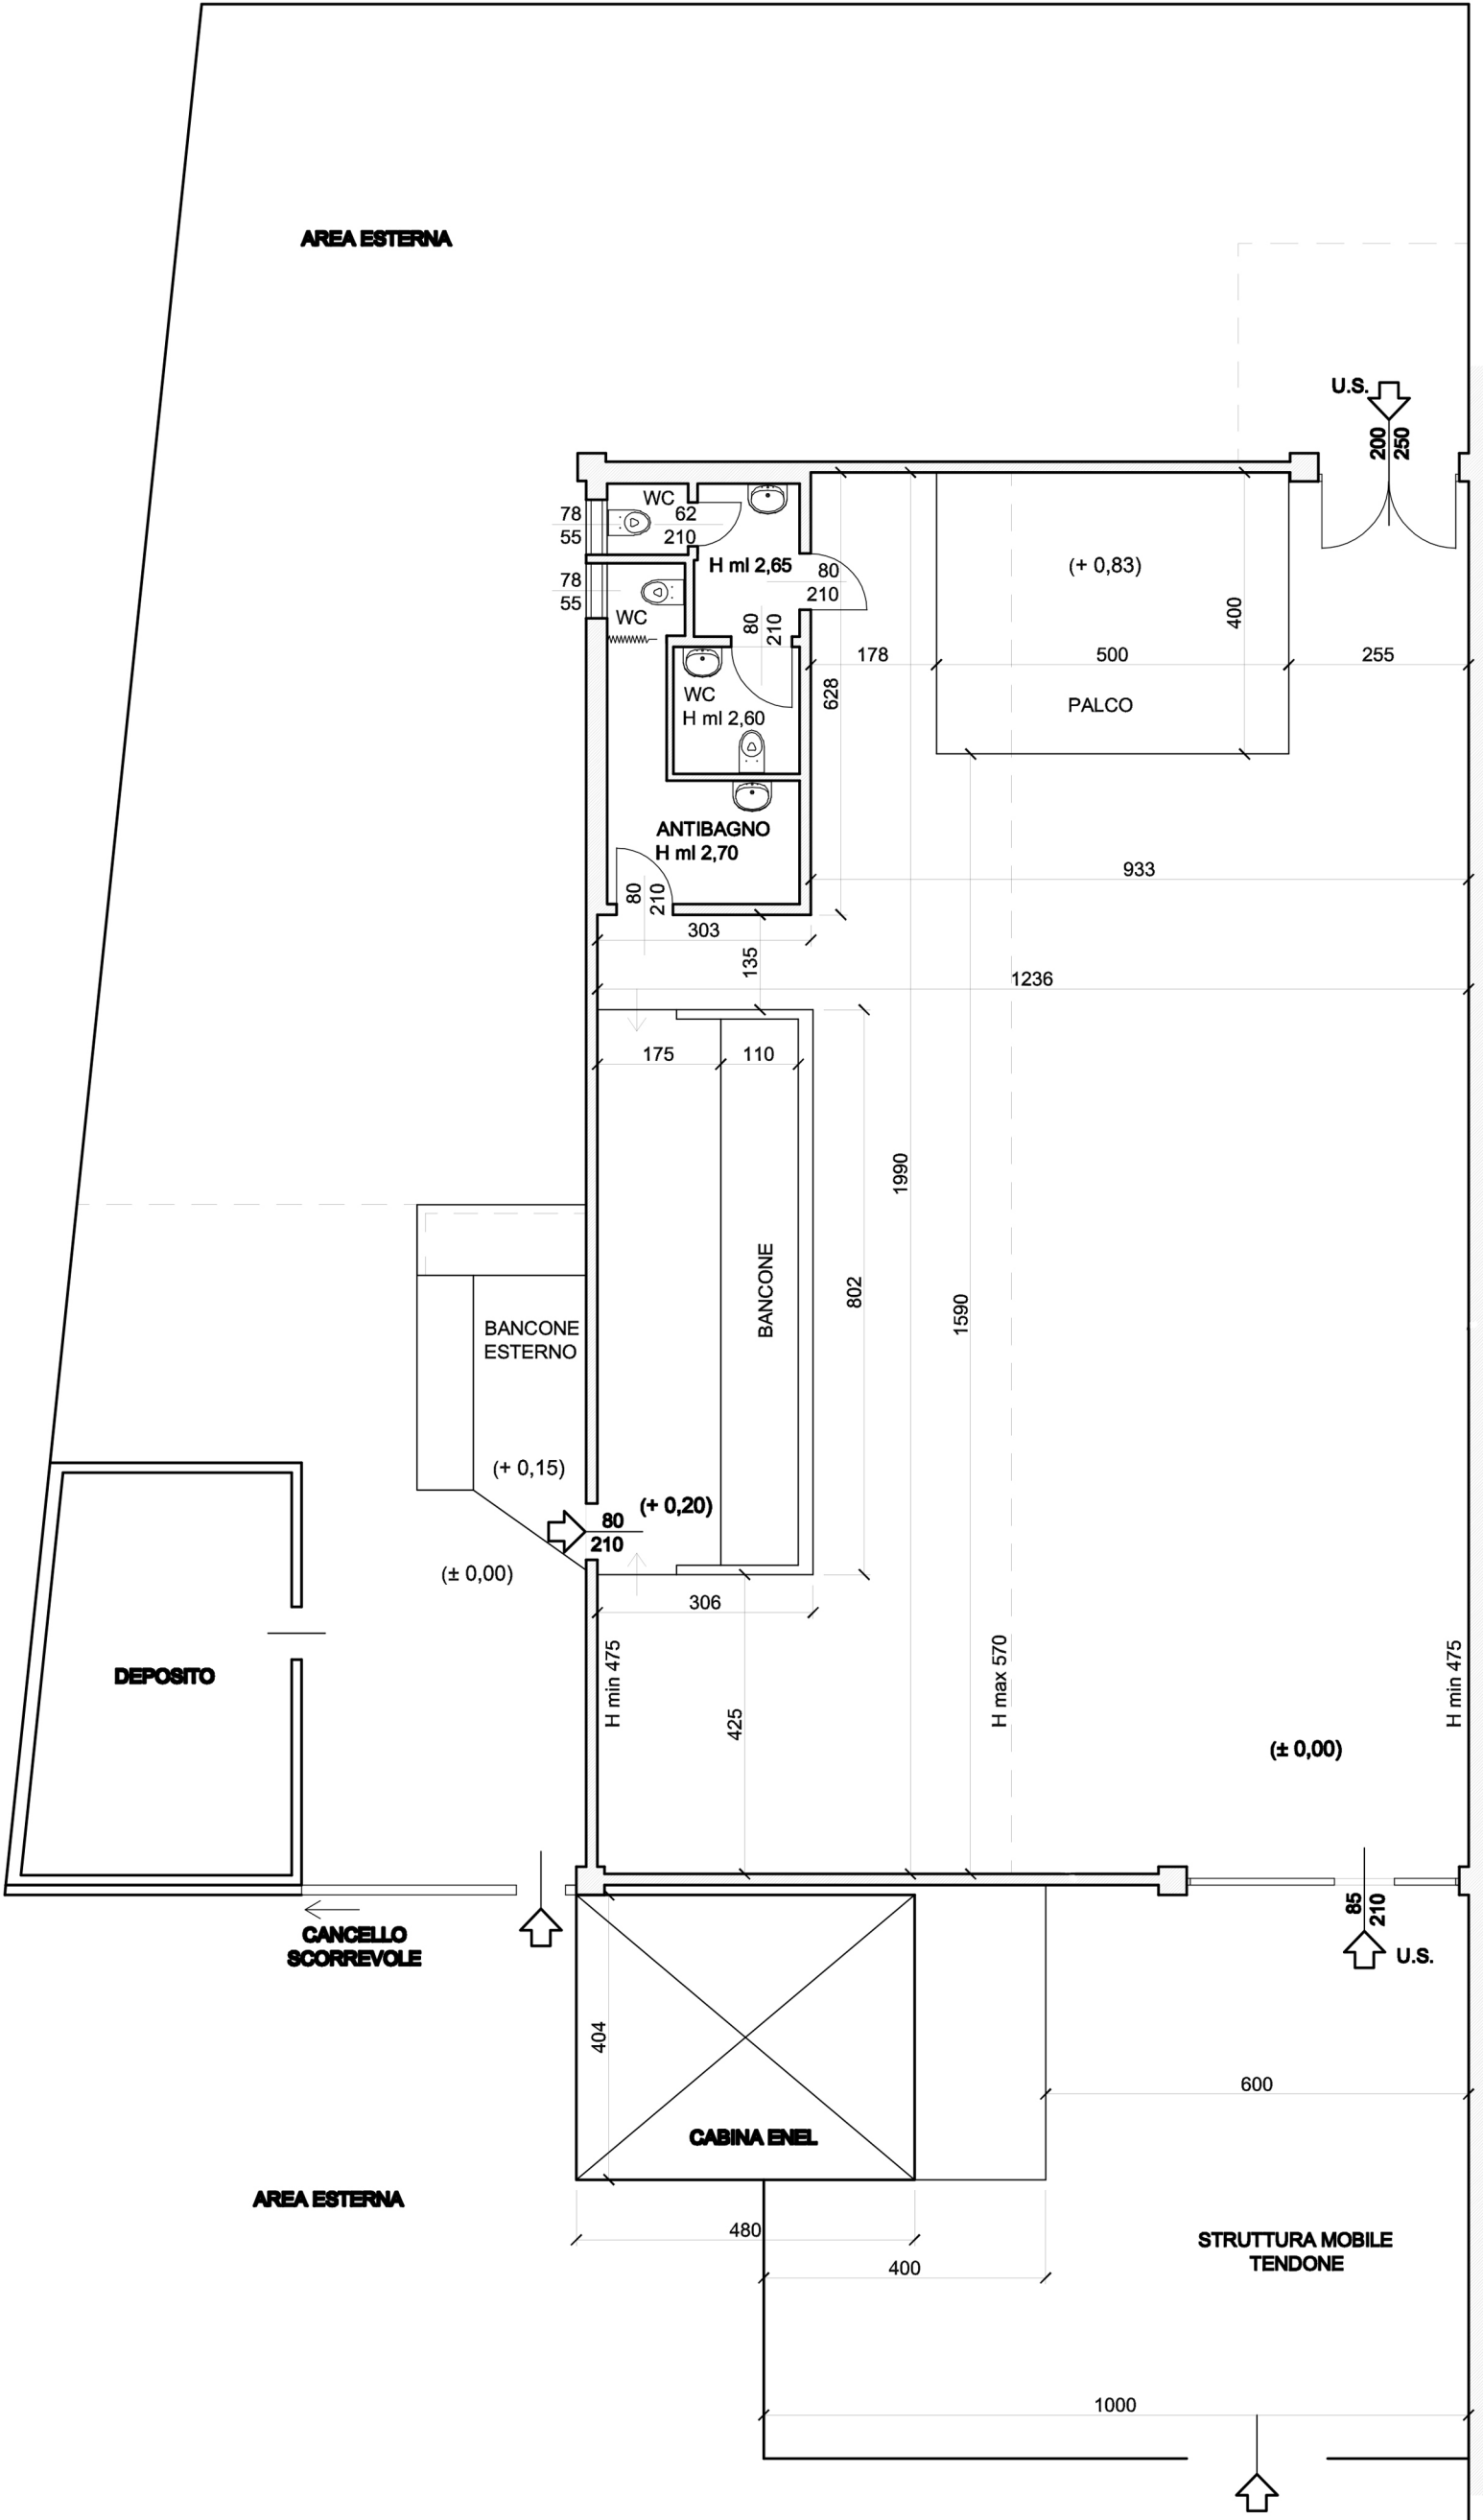 AREA ESTERNA
U.S.
200
250
WC
78
55
62
210
H ml 2,65
80
210
(+ 0,83)
78
55
WC
80
210
400
178
500
255
628
WC
H ml 2,60
PALCO
ANTIBAGNO
H ml 2,70
933
80
210
303
135
1236
175
110
1990
BANCONE
802
1590
BANCONE
ESTERNO
(+ 0,15)
(+ 0,20)
80
210
(± 0,00)
306
H min 475
H max 570
H min 475
DEPOSITO
425
(± 0,00)
85
210
U.S.
CANCELLO
SCORREVOLE
404
600
CABINA ENEL
AREA ESTERNA
480
STRUTTURA MOBILE
TENDONE
400
1000